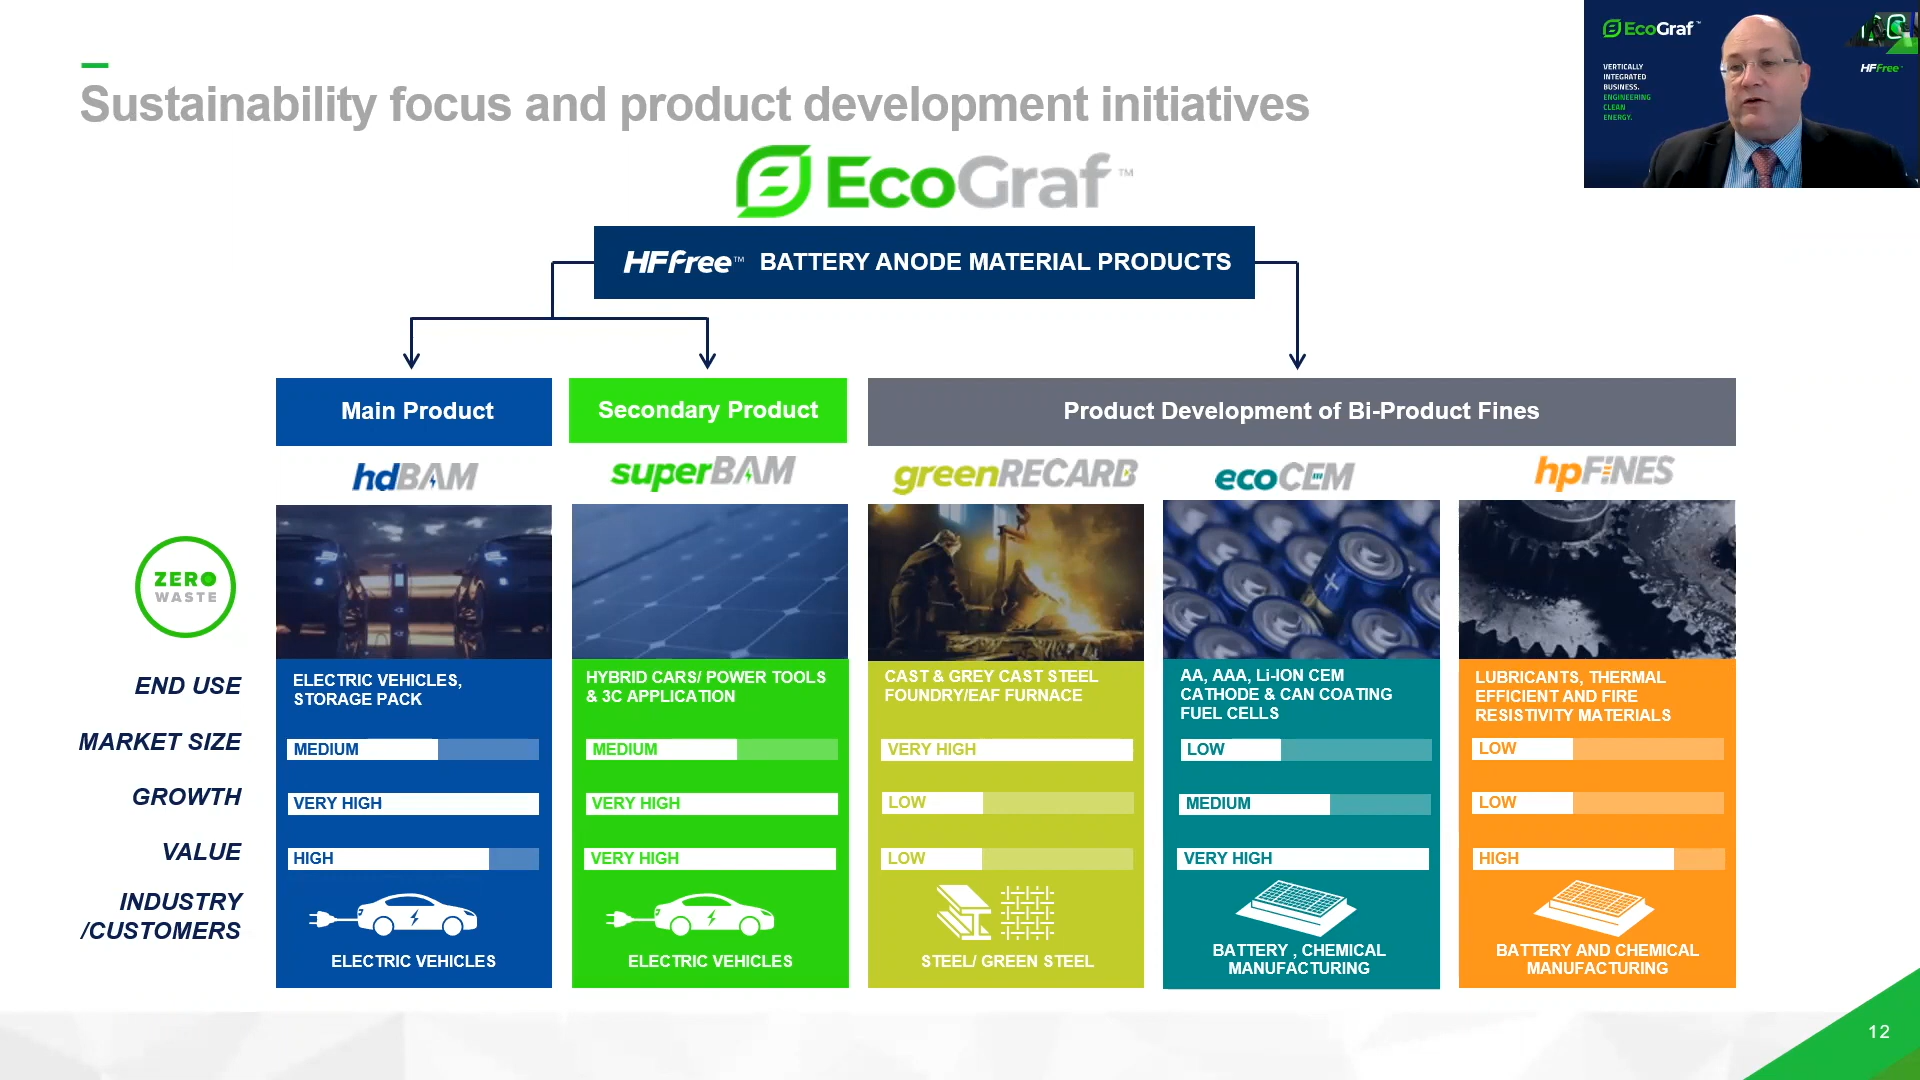 Sustainability focus and product development initiatives
EcoGraf™
VERTICALLY
INTEGRATED
BUSINESS.
ENGINEERING
CLEAN
ENERGY.
HFFree™
EcoGraf™
HFfree™ BATTERY ANODE MATERIAL PRODUCTS
Main Product
Secondary Product
Product Development of Bi-Product Fines
hdBAM
superBAM
greenRECARB
ecoCEM
hpFINES
ZERO
WASTE
END USE
ELECTRIC VEHICLES,
STORAGE PACK
HYBRID CARS/ POWER TOOLS
& 3C APPLICATION
CAST & GREY CAST STEEL
FOUNDRY/EAF FURNACE
AA, AAA, Li-ION CEM
CATHODE & CAN COATING
FUEL CELLS
LUBRICANTS, THERMAL
EFFICIENT AND FIRE
RESISTIVITY MATERIALS
MARKET SIZE
MEDIUM
MEDIUM
VERY HIGH
LOW
LOW
GROWTH
VERY HIGH
VERY HIGH
LOW
MEDIUM
LOW
VALUE
HIGH
VERY HIGH
LOW
VERY HIGH
HIGH
INDUSTRY
/CUSTOMERS
ELECTRIC VEHICLES
ELECTRIC VEHICLES
STEEL/ GREEN STEEL
BATTERY , CHEMICAL
MANUFACTURING
BATTERY AND CHEMICAL
MANUFACTURING
12